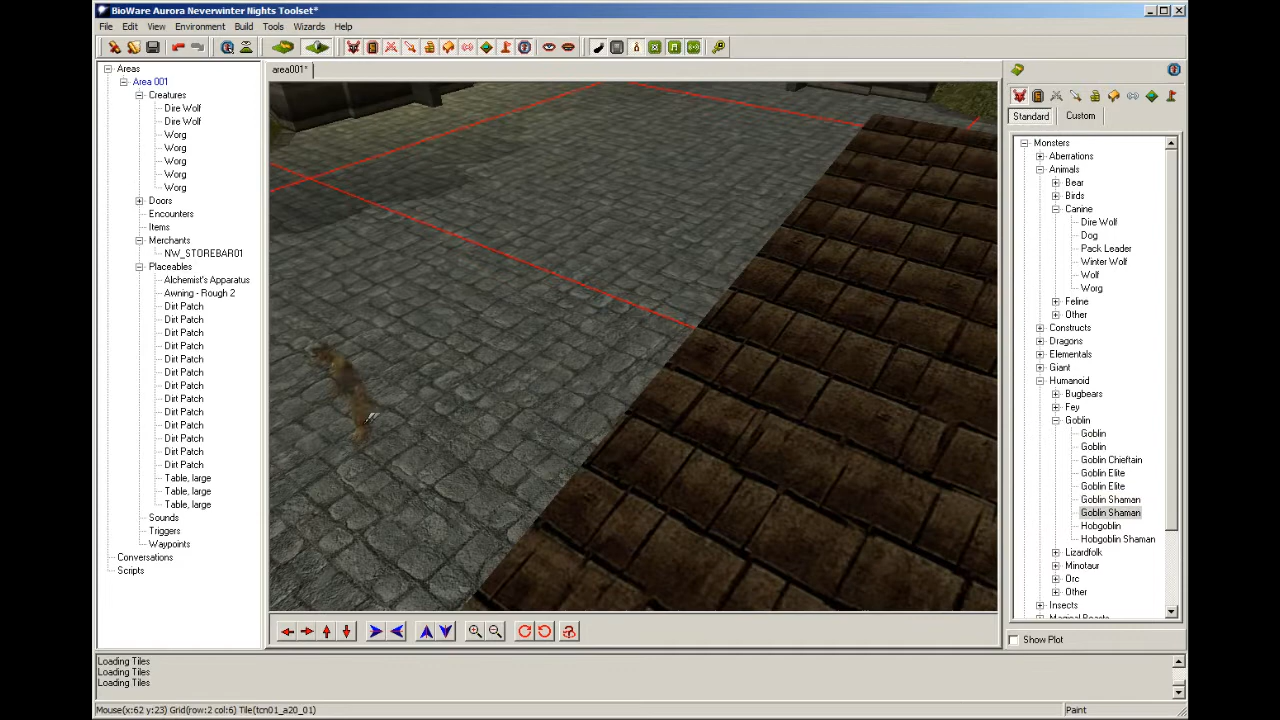 BioWare Aurora Neverwinter Nights Toolset*
File Edit View Environment Build Tools Wizards Help
area001*
Areas
Area 001
Creatures
Dire Wolf
Dire Wolf
Worg
Worg
Worg
Worg
Worg
Doors
Encounters
Items
Merchants
NW_STOREBAR01
Placeables
Alchemist's Apparatus
Awning - Rough 2
Dirt Patch
Dirt Patch
Dirt Patch
Dirt Patch
Dirt Patch
Dirt Patch
Dirt Patch
Dirt Patch
Dirt Patch
Dirt Patch
Dirt Patch
Dirt Patch
Dirt Patch
Table, large
Table, large
Table, large
Sounds
Triggers
Waypoints
Conversations
Scripts
Standard Custom
Monsters
Aberrations
Animals
Bear
Birds
Canine
Dire Wolf
Dog
Pack Leader
Winter Wolf
Wolf
Worg
Feline
Other
Constructs
Dragons
Elementals
Giant
Humanoid
Bugbears
Fey
Goblin
Goblin
Goblin
Goblin Chieftain
Goblin Elite
Goblin Elite
Goblin Shaman
Goblin Shaman
Hobgoblin
Hobgoblin Shaman
Lizardfolk
Minotaur
Orc
Other
Insects
Magical Beasts
Show Plot
Loading Tiles
Loading Tiles
Loading Tiles
Mouse(x:62 y:23) Grid(row:2 col:6) Tile(tcn01_a20_01)
Paint